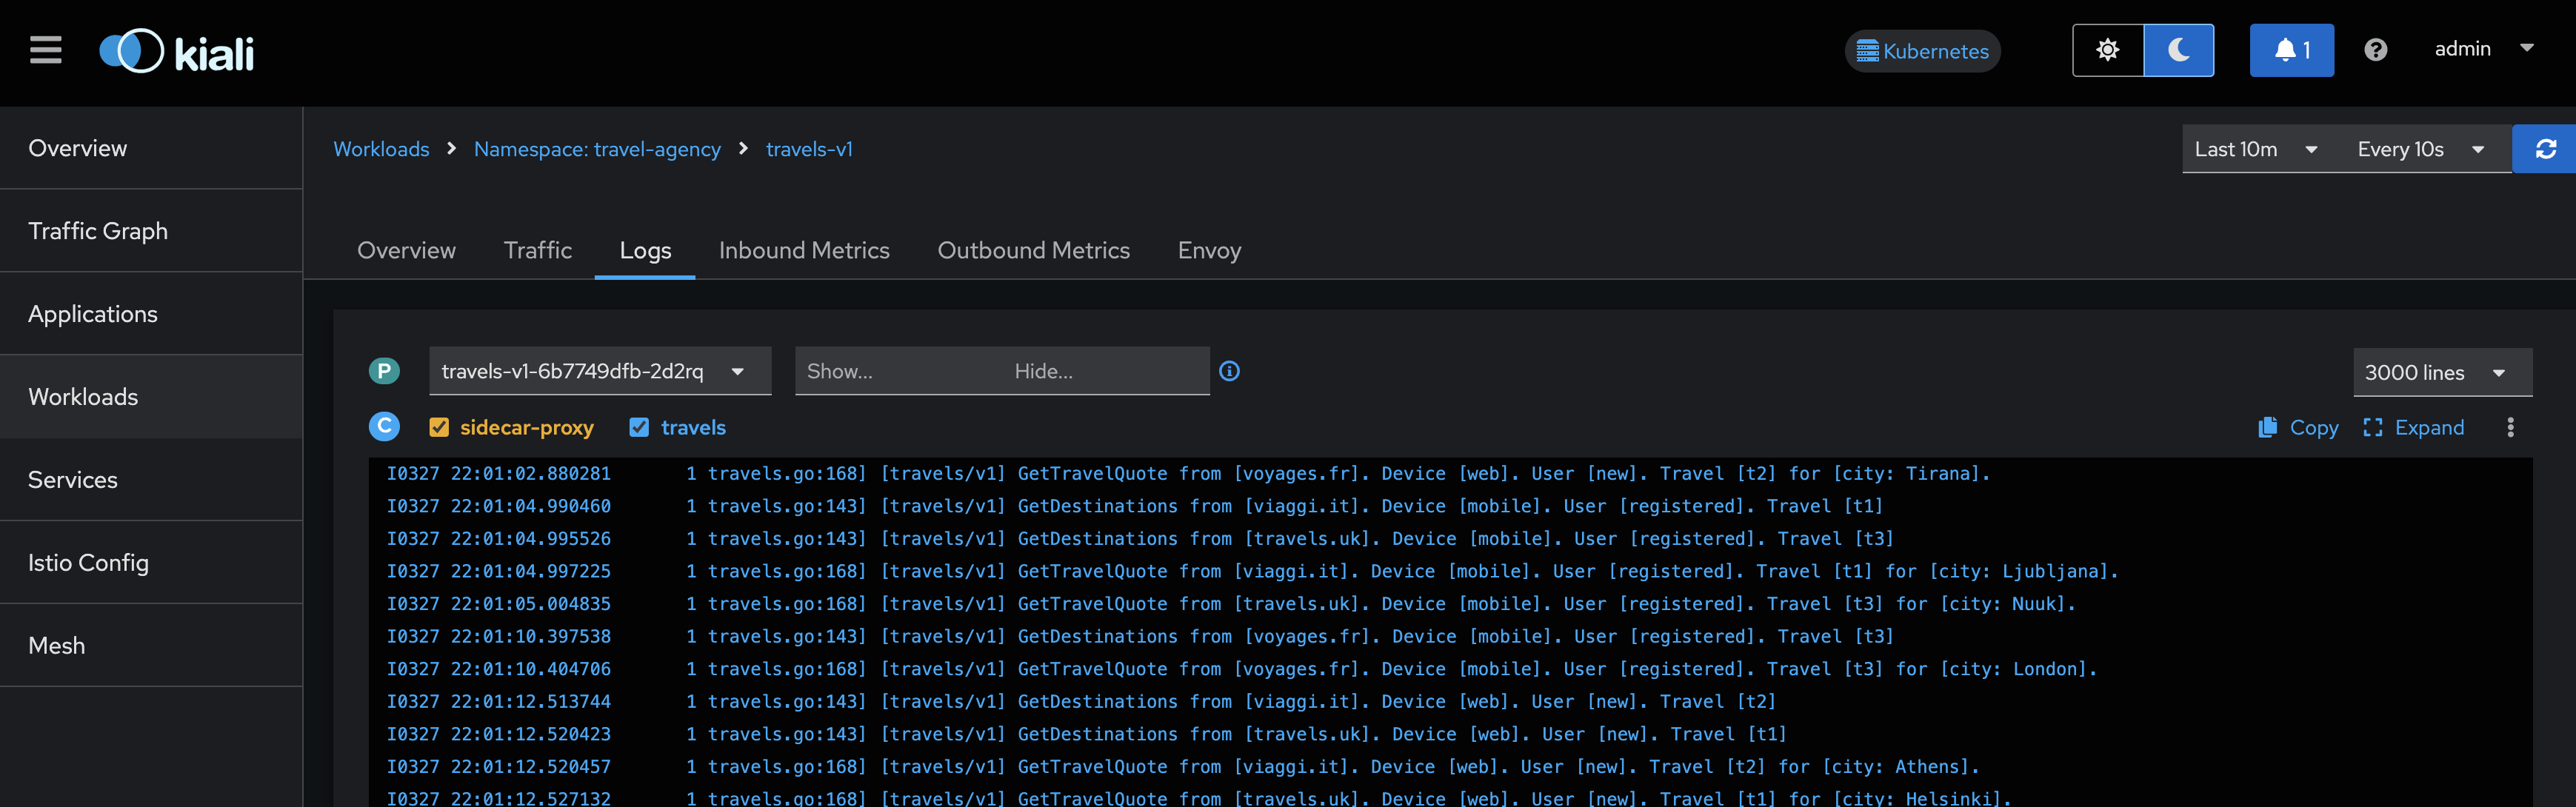 kiali
Kubernetes
1
admin
Overview
Traffic Graph
Applications
Workloads
Services
Istio Config
Mesh
Workloads > Namespace: travel-agency > travels-v1
Last 10m
Every 10s
Overview Traffic Logs Inbound Metrics Outbound Metrics Envoy
P travels-v1-6b7749dfb-2d2rq Show... Hide... 3000 lines
C sidecar-proxy travels Copy Expand
I0327 22:01:02.880281 1 travels.go:168] [travels/v1] GetTravelQuote from [voyages.fr]. Device [web]. User [new]. Travel [t2] for [city: Tirana].
I0327 22:01:04.990460 1 travels.go:143] [travels/v1] GetDestinations from [viaggi.it]. Device [mobile]. User [registered]. Travel [t1]
I0327 22:01:04.995526 1 travels.go:143] [travels/v1] GetDestinations from [travels.uk]. Device [mobile]. User [registered]. Travel [t3]
I0327 22:01:04.997225 1 travels.go:168] [travels/v1] GetTravelQuote from [viaggi.it]. Device [mobile]. User [registered]. Travel [t1] for [city: Ljubljana].
I0327 22:01:05.004835 1 travels.go:168] [travels/v1] GetTravelQuote from [travels.uk]. Device [mobile]. User [registered]. Travel [t3] for [city: Nuuk].
I0327 22:01:10.397538 1 travels.go:143] [travels/v1] GetDestinations from [voyages.fr]. Device [mobile]. User [registered]. Travel [t3]
I0327 22:01:10.404706 1 travels.go:168] [travels/v1] GetTravelQuote from [voyages.fr]. Device [mobile]. User [registered]. Travel [t3] for [city: London].
I0327 22:01:12.513744 1 travels.go:143] [travels/v1] GetDestinations from [viaggi.it]. Device [web]. User [new]. Travel [t2]
I0327 22:01:12.520423 1 travels.go:143] [travels/v1] GetDestinations from [travels.uk]. Device [web]. User [new]. Travel [t1]
I0327 22:01:12.520457 1 travels.go:168] [travels/v1] GetTravelQuote from [viaggi.it]. Device [web]. User [new]. Travel [t2] for [city: Athens].
I0327 22:01:12.527132 1 travels.go:168] [travels/v1] GetTravelQuote from [travels.uk]. Device [web]. User [new]. Travel [t1] for [city: Helsinki].